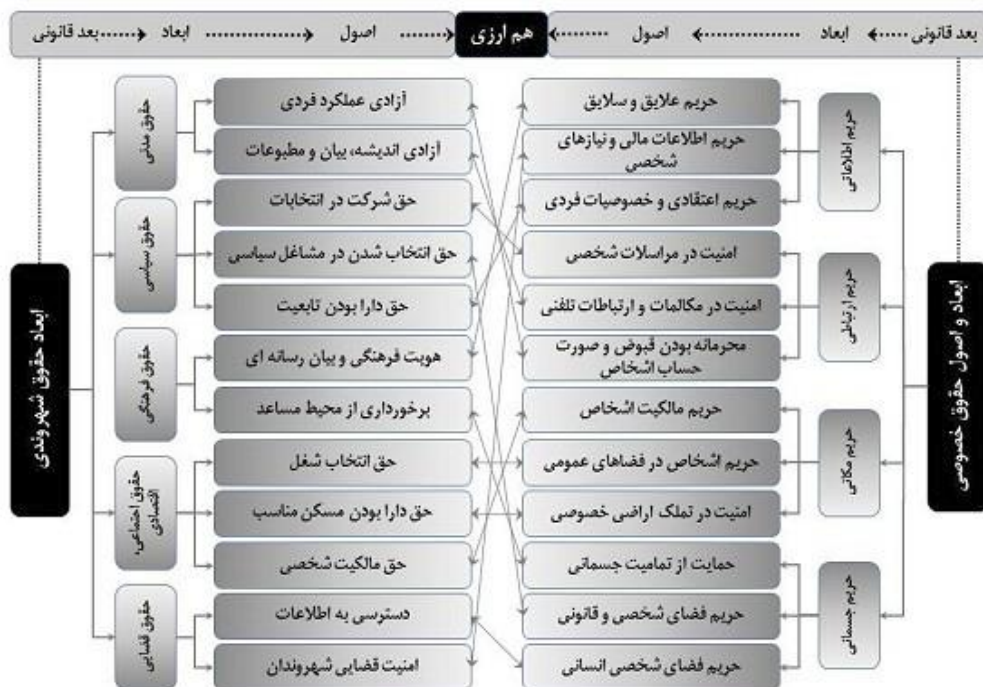 بعد قانونی ابعاد اصول هم ارزی اصول ابعاد بعد قانونی
ابعاد و اصول حقوق خصوصی
حریم اطلاعاتی
حریم علایق و سلایق
حریم اطلاعات مالی و نیازهای
شخصی
حریم اعتقادی و خصوصیات فردی
حریم ارتباطی
امنیت در مراسلات شخصی
امنیت در مکالمات و ارتباطات تلفنی
محرمانه بودن قبوض و صورت
حساب اشخاص
حریم مکانی
حریم مالکیت اشخاص
حریم اشخاص در فضاهای عمومی
امنیت در تملک اراضی خصوصی
حریم جسمانی
حمایت از تمامیت جسمانی
حریم فضای شخصی و قانونی
حریم فضای شخصی انسانی
آزادی عملکرد فردی
آزادی اندیشه، بیان و مطبوعات
حقوق مدنی
حق شرکت در انتخابات
حق انتخاب شدن در مشاغل سیاسی
حق دارا بودن تابعیت
حقوق سیاسی
هویت فرهنگی و بیان رسانه ای
برخورداری از محیط مساعد
حقوق فرهنگی
حق انتخاب شغل
حق دارا بودن مسکن مناسب
حق مالکیت شخصی
حقوق اجتماعی،
اقتصادی
دسترسی به اطلاعات
امنیت قضایی شهروندان
حقوق قضایی
ابعاد حقوق شهروندی